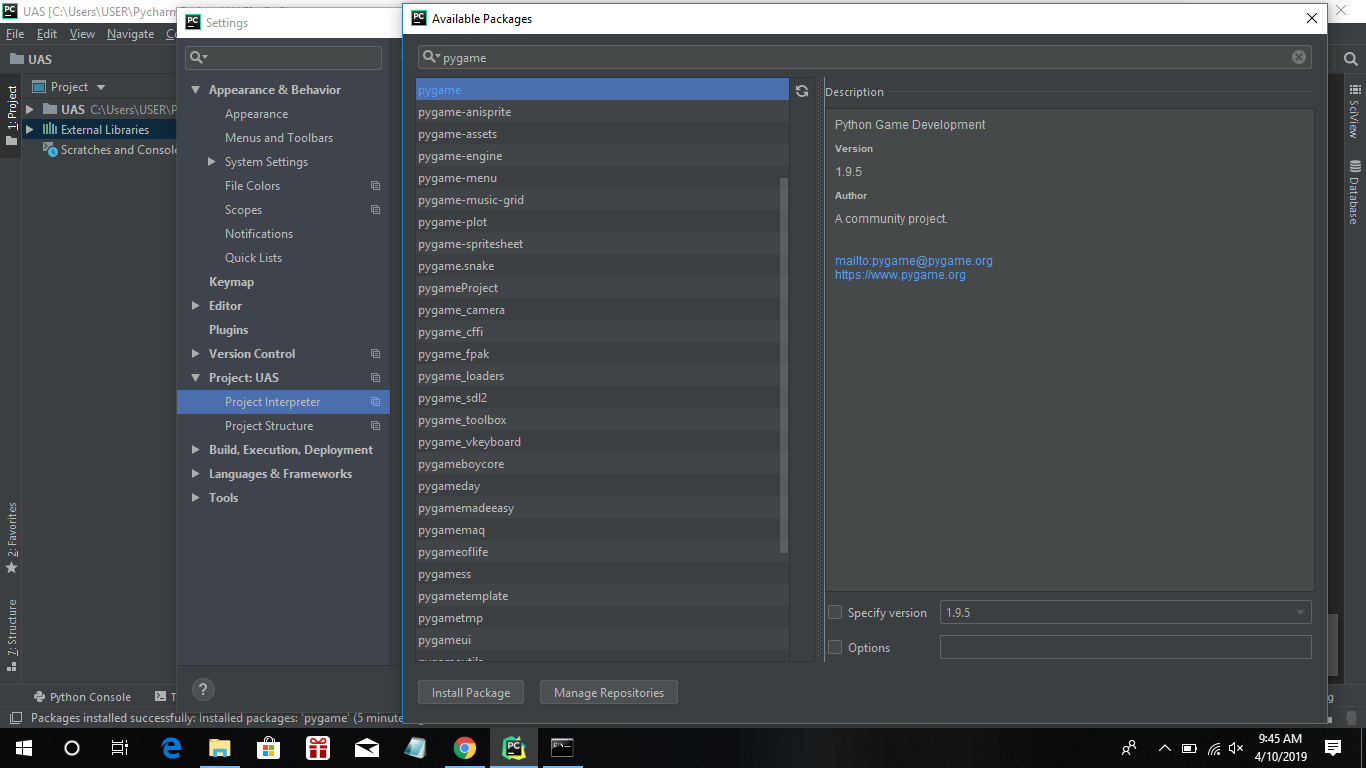 UAS [C:\Users\USER\Pycharm
File Edit View Navigate
UAS
Project
1: Project
UAS C:\Users\USER\P
External Libraries
Scratches and Console
2: Favorites
7: Structure
Python Console
Packages installed successfully: Installed packages: 'pygame' (5 minute
Settings
Appearance & Behavior
Appearance
Menus and Toolbars
System Settings
File Colors
Scopes
Notifications
Quick Lists
Keymap
Editor
Plugins
Version Control
Project: UAS
Project Interpreter
Project Structure
Build, Execution, Deployment
Languages & Frameworks
Tools
?
Available Packages
pygame
pygame
pygame-anisprite
pygame-assets
pygame-engine
pygame-menu
pygame-music-grid
pygame-plot
pygame-spritesheet
pygame.snake
pygameProject
pygame_camera
pygame_cffi
pygame_fpak
pygame_loaders
pygame_sdl2
pygame_toolbox
pygame_vkeyboard
pygameboycore
pygameday
pygamemadeeasy
pygamemaq
pygameoflife
pygamess
pygametemplate
pygametmp
pygameui
Description
Python Game Development
Version
1.9.5
Author
A community project.
mailto:pygame@pygame.org
https://www.pygame.org
Specify version 1.9.5
Options
Install Package Manage Repositories
SciView
Database
9:45 AM
4/10/2019